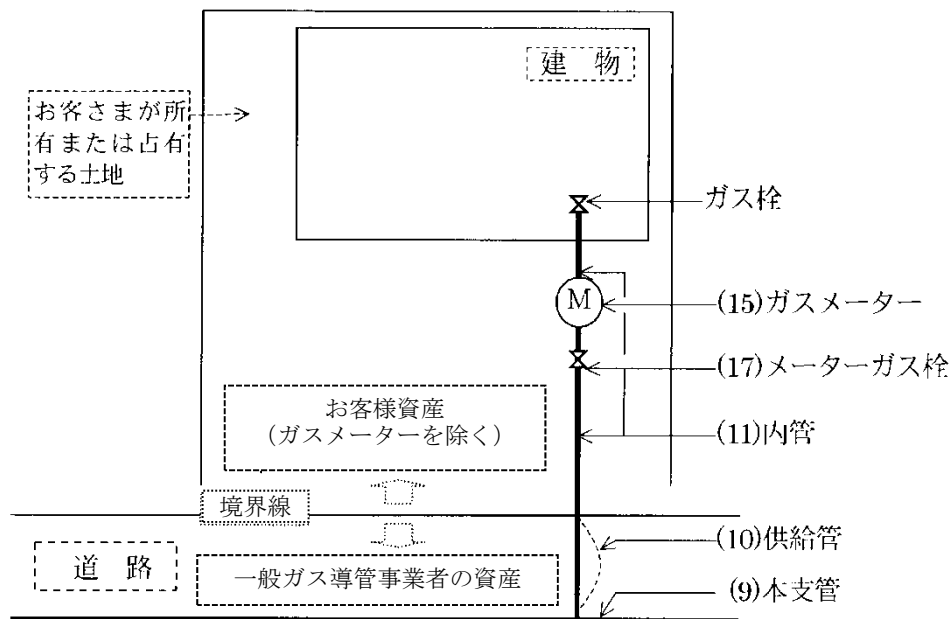 建 物
お客さまが所
有または占有
する土地
ガス栓
M
(15)ガスメーター
(17)メーターガス栓
お客様資産
(ガスメーターを除く)
(11)内管
境界線
(10)供給管
道 路
一般ガス導管事業者の資産
(9)本支管